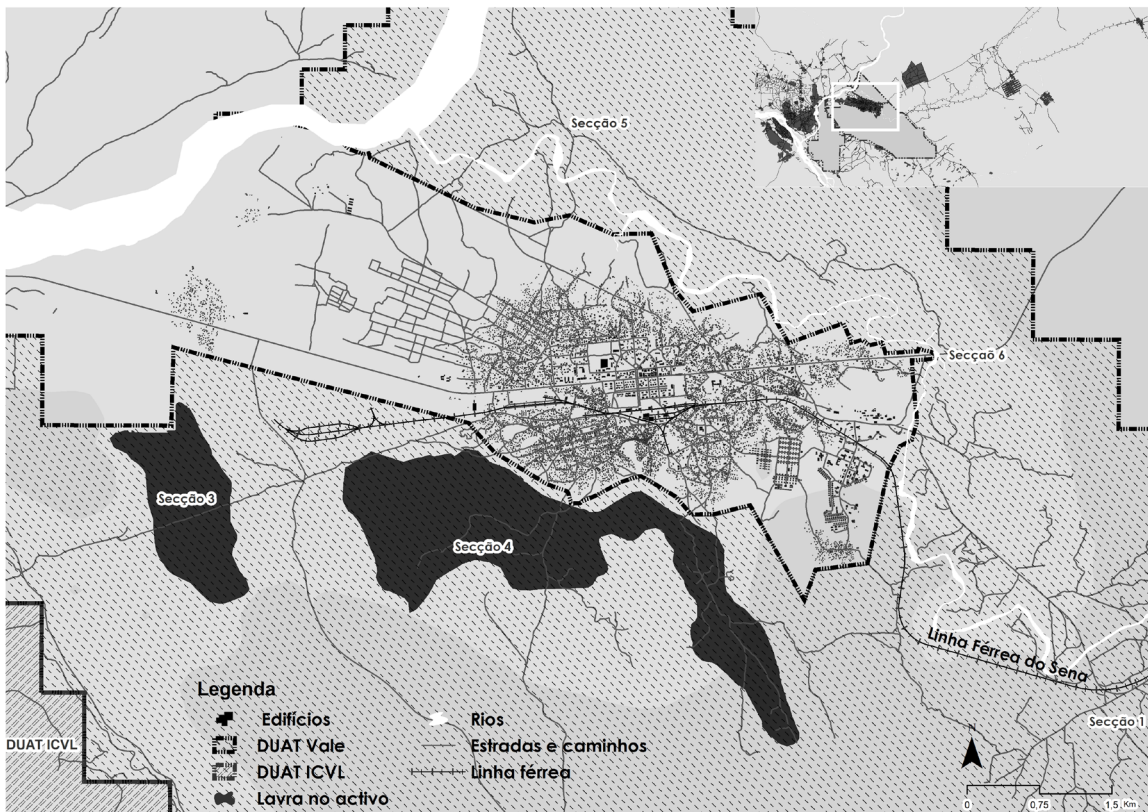 Secção 5
Secçaõ 6
Secção 3
Secção 4
Linha Férrea do Sena
Secção 1
DUAT ICVL
Legenda
Edifícios
DUAT Vale
DUAT ICVL
Lavra no activo
Rios
Estradas e caminhos
Linha férrea
N
0 0,75 1,5 Km